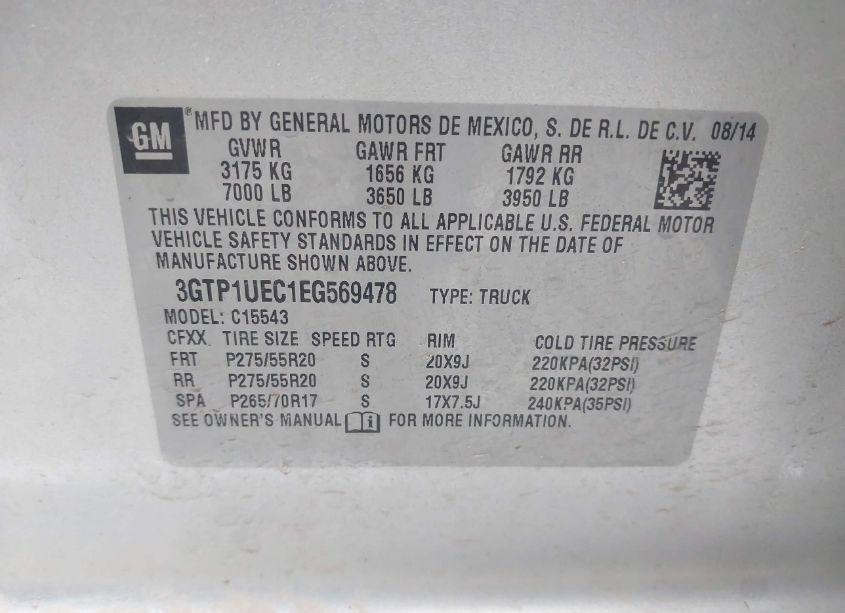 GM ® MFD BY GENERAL MOTORS DE MEXICO, S. DE R.L. DE C.V. 08/14
GVWR GAWR FRT GAWR RR
3175 KG 1656 KG 1792 KG
7000 LB 3650 LB 3950 LB
THIS VEHICLE CONFORMS TO ALL APPLICABLE U.S. FEDERAL MOTOR
VEHICLE SAFETY STANDARDS IN EFFECT ON THE DATE OF
MANUFACTURE SHOWN ABOVE.
3GTP1UEC1EG569478 TYPE: TRUCK
MODEL: C15543
CFXX TIRE SIZE SPEED RTG RIM COLD TIRE PRESSURE
FRT P275/55R20 S 20X9J 220KPA(32PSI)
RR P275/55R20 S 20X9J 220KPA(32PSI)
SPA P265/70R17 S 17X7.5J 240KPA(35PSI)
SEE OWNER'S MANUAL i FOR MORE INFORMATION.